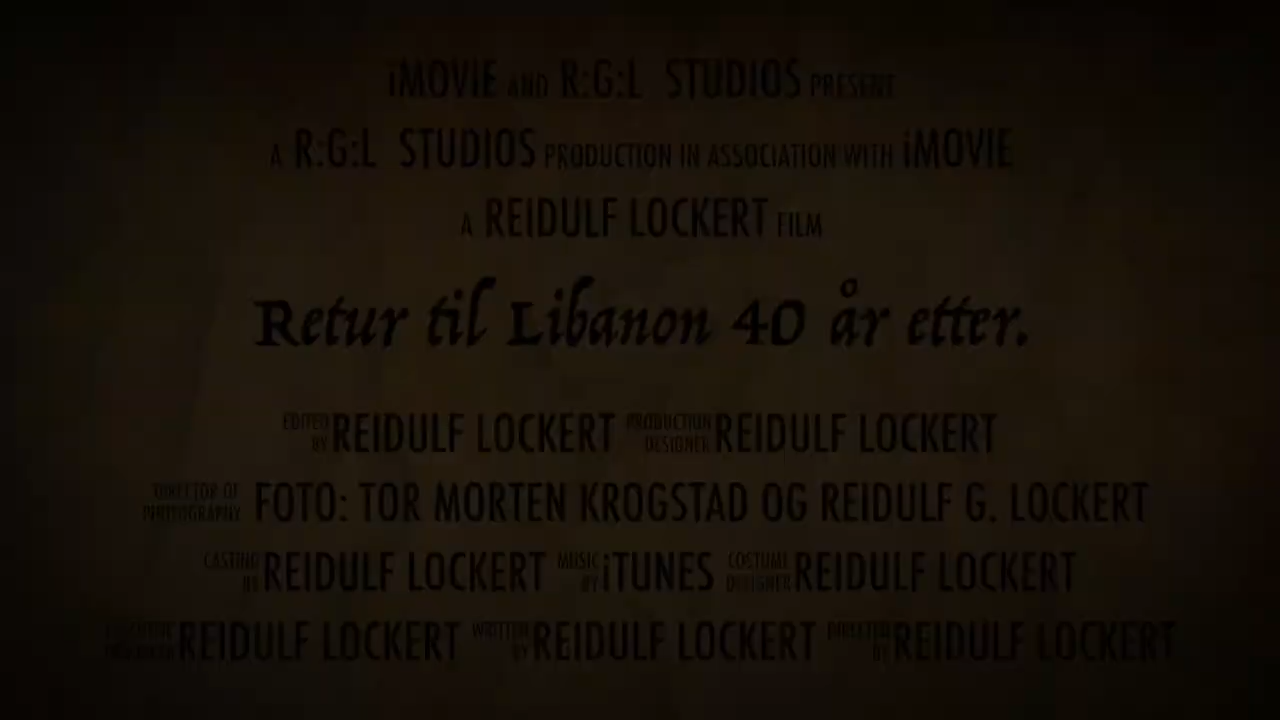 iMOVIE AND R:G:L STUDIOS PRESENT
A R:G:L STUDIOS PRODUCTION IN ASSOCIATION WITH iMOVIE
A REIDULF LOCKERT FILM
Retur til Libanon 40 år etter.
EDITED BY REIDULF LOCKERT PRODUCTION DESIGNER REIDULF LOCKERT
DIRECTOR OF PHOTOGRAPHY FOTO: TOR MORTEN KROGSTAD OG REIDULF G. LOCKERT
CASTING BY REIDULF LOCKERT MUSIC BY iTUNES COSTUME DESIGNER REIDULF LOCKERT
EXECUTIVE PRODUCER REIDULF LOCKERT WRITTEN BY REIDULF LOCKERT DIRECTED BY REIDULF LOCKERT